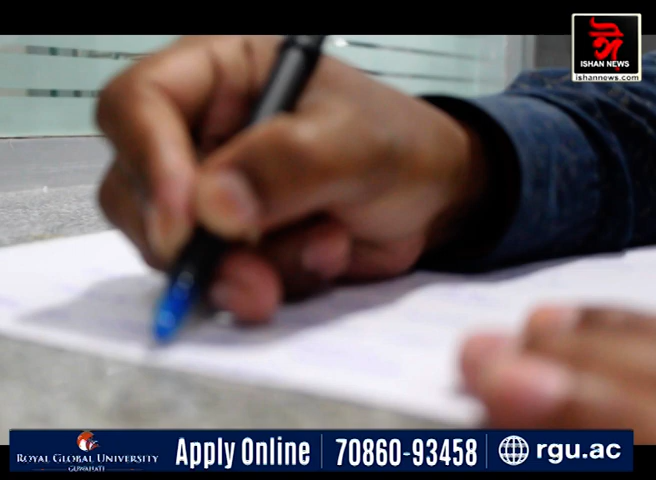 ঈ
ISHAN NEWS
ishannews.com
ROYAL GLOBAL UNIVERSITY
GUWAHATI
Apply Online
70860-93458
rgu.ac